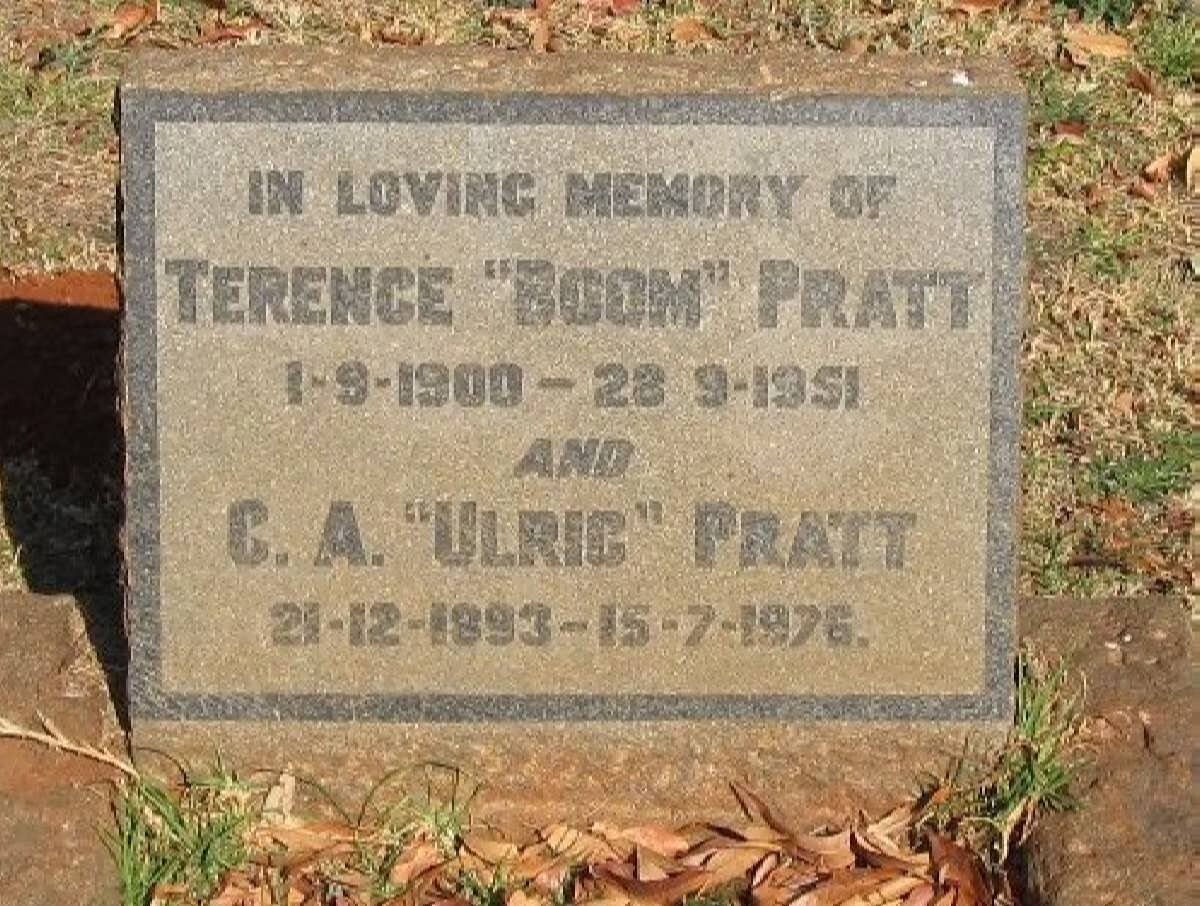 IN LOVING MEMORY OF
TERENCE "BOOM" PRATT
1-9-1900 - 28 9-1951
AND
C. A. "ULRIC" PRATT
21-12-1893 - 15-7-1976.